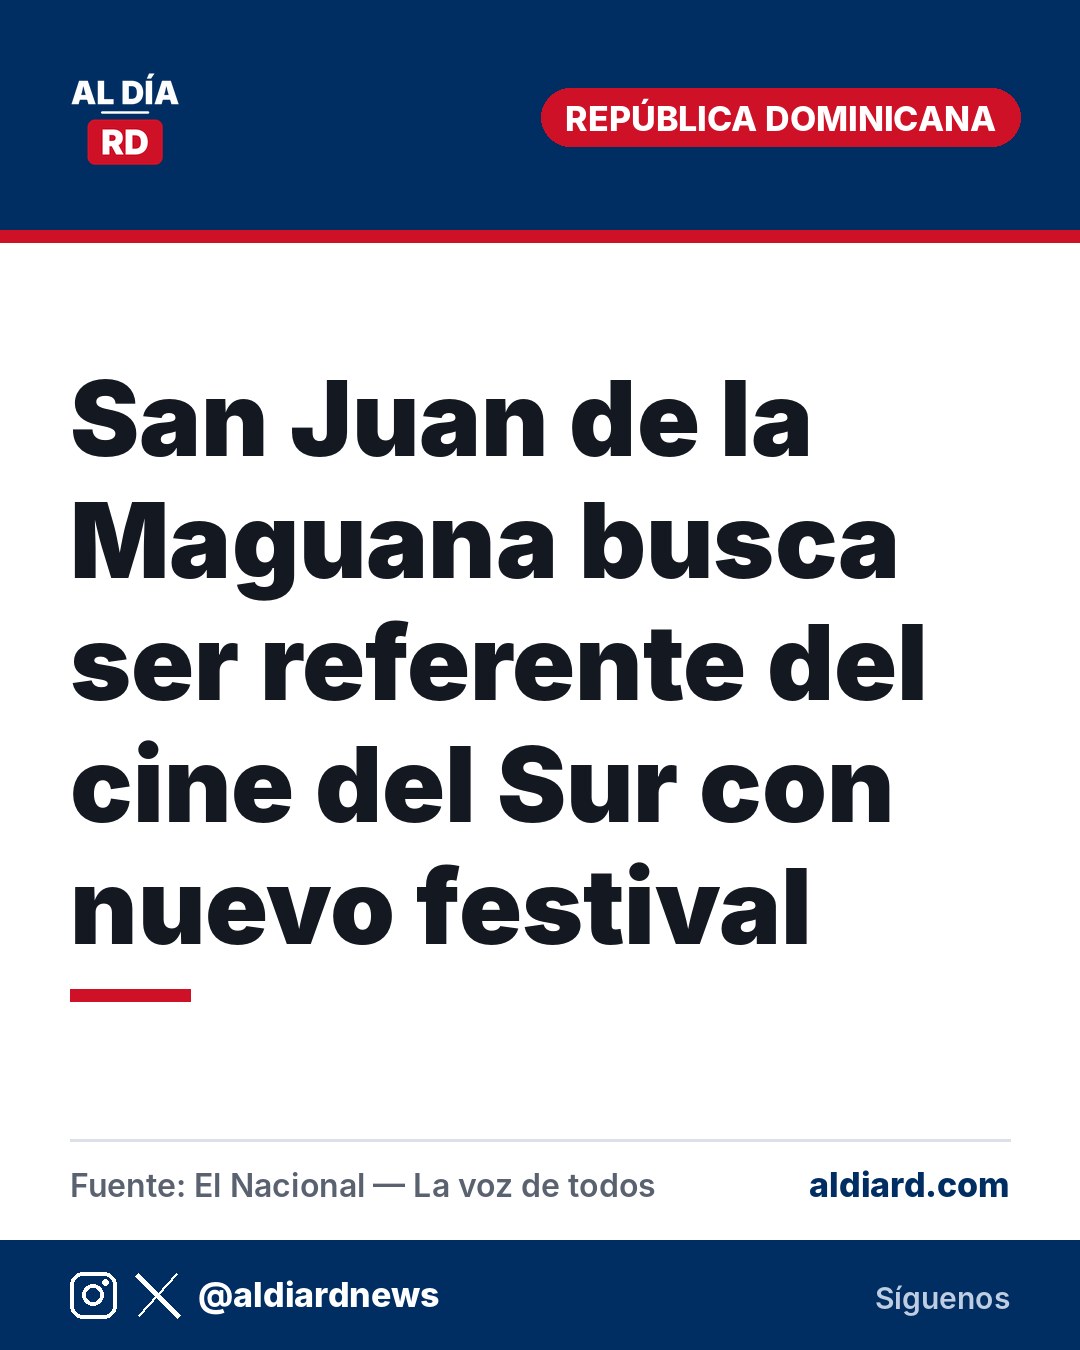 AL DÍA
RD
REPÚBLICA DOMINICANA
San Juan de la
Maguana busca
ser referente del
cine del Sur con
nuevo festival
Fuente: El Nacional — La voz de todos
aldiard.com
@aldiardnews
Síguenos